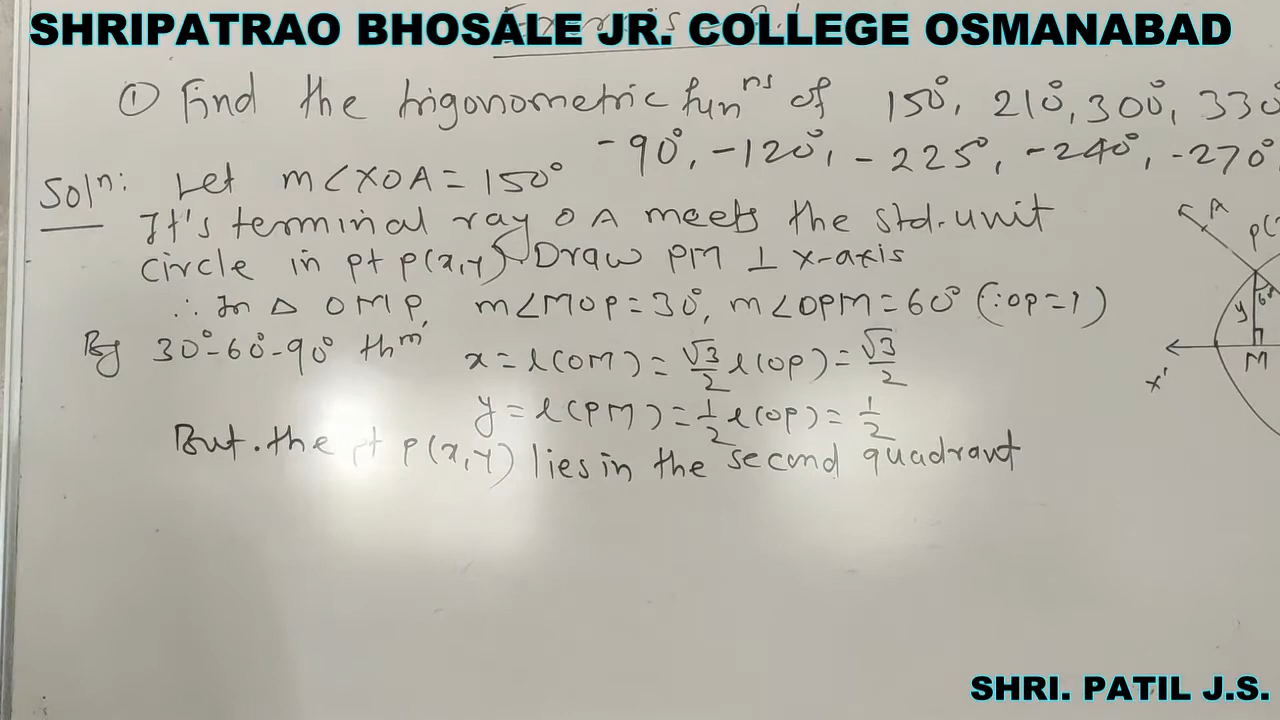 SHRIPATRAO BHOSALE JR. COLLEGE OSMANABAD
① Find the trigonometric funⁿˢ of 150°, 210°, 300°, 330°
-90°, -120°, -225°, -240°, -270°,
Solⁿ: Let m∠XOA = 150°
It's terminal ray OA meets the std. unit
circle in pt P(x,y). Draw PM ⊥ x-axis
∴ In △ OMP, m∠MOP = 30°, m∠OPM = 60° (∵ OP = 1)
By 30°-60°-90° thᵐ x = l(OM) = √3/2 l(OP) = √3/2
y = l(PM) = 1/2 l(OP) = 1/2
But. the pt P(x,y) lies in the second quadrant
A
P(
y
60
M
X'
SHRI. PATIL J.S.